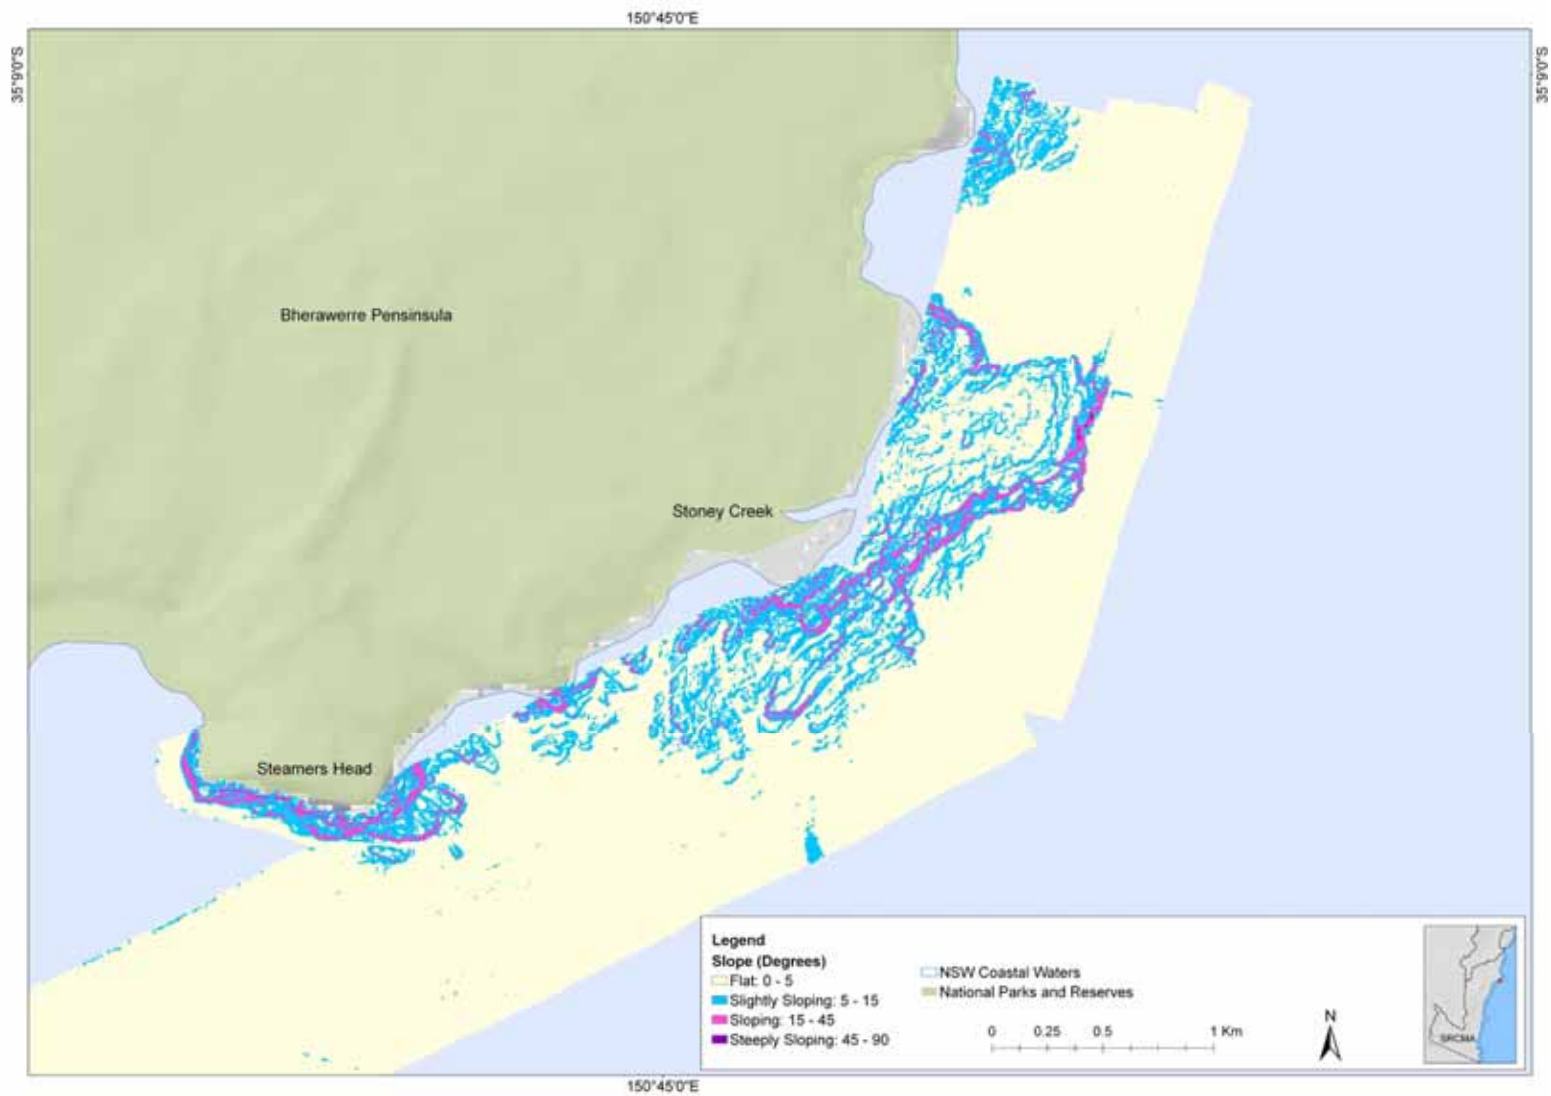 150°45'0"E
35°9'0"S
35°9'0"S
Bherawerre Pensinsula
Stoney Creek
Steamers Head
Legend
Slope (Degrees)
Flat: 0 - 5
Slightly Sloping: 5 - 15
Sloping: 15 - 45
Steeply Sloping: 45 - 90
NSW Coastal Waters
National Parks and Reserves
0 0.25 0.5 1 Km
N
SRCMA
150°45'0"E